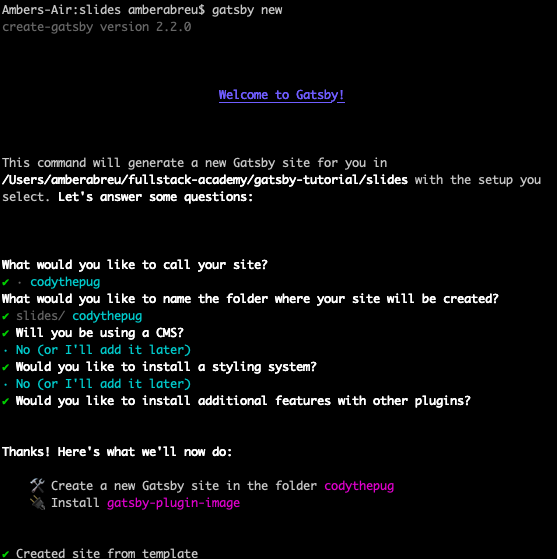 Ambers-Air:slides amberabreu$ gatsby new
create-gatsby version 2.2.0
Welcome to Gatsby!
This command will generate a new Gatsby site for you in
/Users/amberabreu/fullstack-academy/gatsby-tutorial/slides with the setup you
select. Let's answer some questions:
What would you like to call your site?
✔ · codythepug
What would you like to name the folder where your site will be created?
✔ slides/ codythepug
✔ Will you be using a CMS?
· No (or I'll add it later)
✔ Would you like to install a styling system?
· No (or I'll add it later)
✔ Would you like to install additional features with other plugins?
Thanks! Here's what we'll now do:
🛠 Create a new Gatsby site in the folder codythepug
🔌 Install gatsby-plugin-image
✔ Created site from template